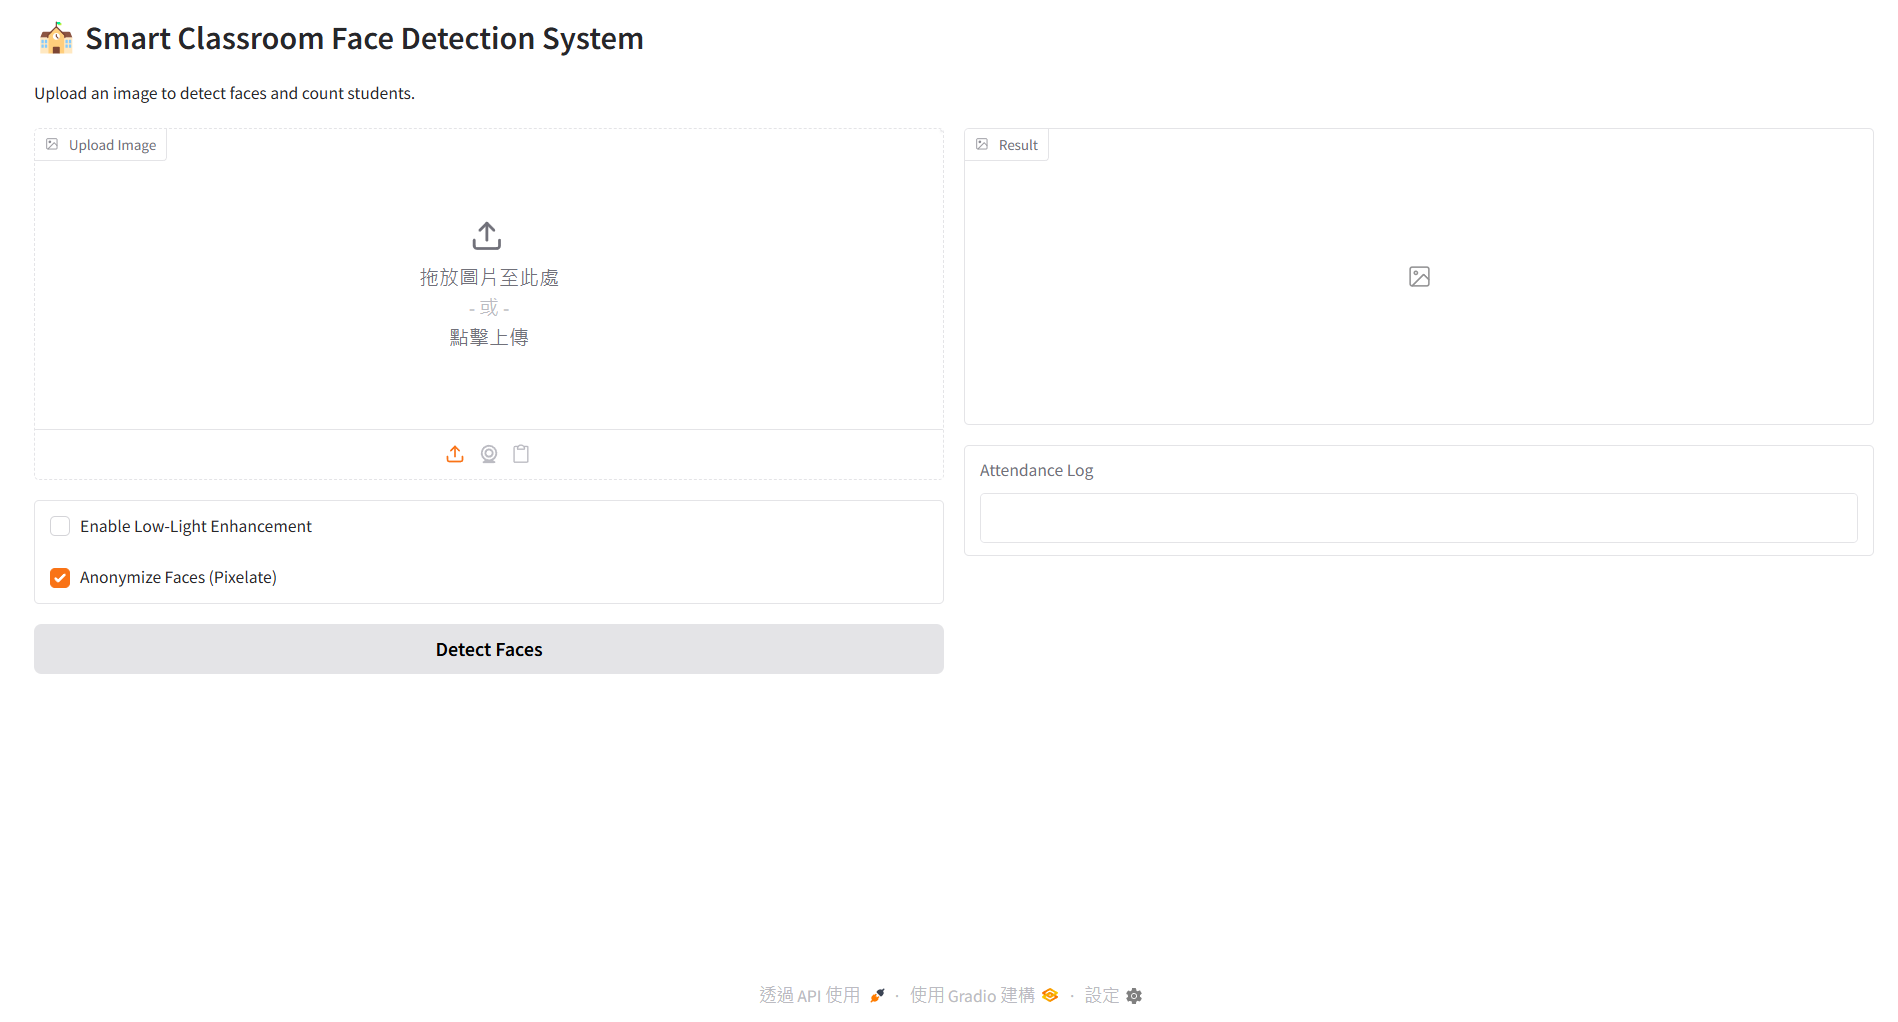 Smart Classroom Face Detection System
Upload an image to detect faces and count students.
Upload Image
拖放圖片至此處
- 或 -
點擊上傳
Enable Low-Light Enhancement
Anonymize Faces (Pixelate)
Detect Faces
Result
Attendance Log
透過 API 使用 · 使用 Gradio 建構 · 設定